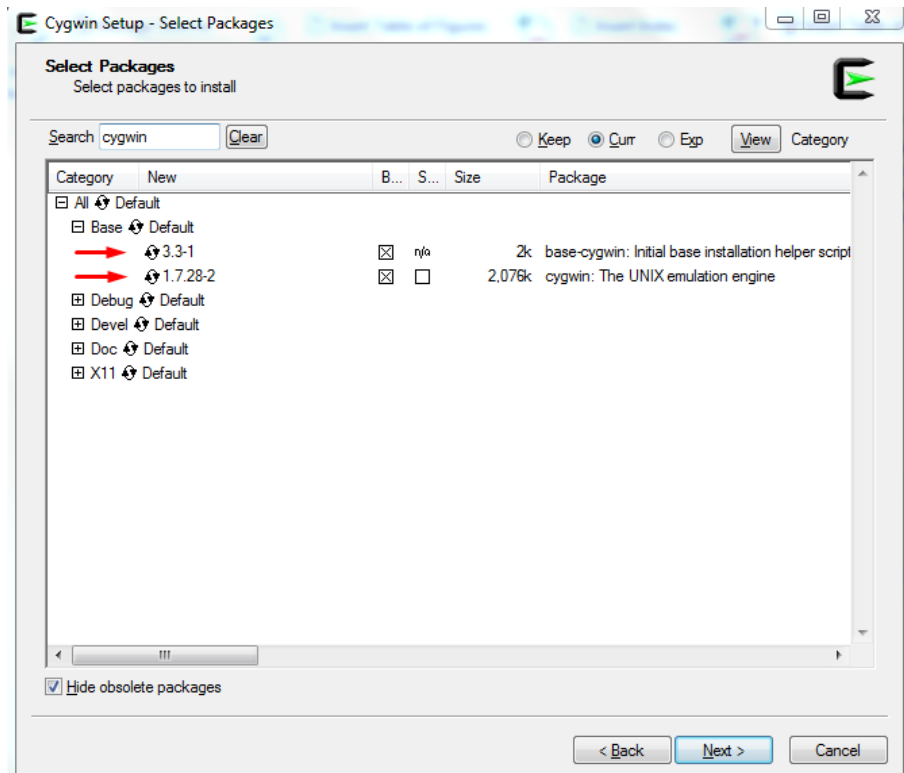 Cygwin Setup - Select Packages
Select Packages
Select packages to install
Search cygwin Clear Keep Curr Exp View Category
Category New B... S... Size Package
All Default
Base Default
3.3-1 n/a 2k base-cygwin: Initial base installation helper script
1.7.28-2 2,076k cygwin: The UNIX emulation engine
Debug Default
Devel Default
Doc Default
X11 Default
Hide obsolete packages
< Back Next > Cancel